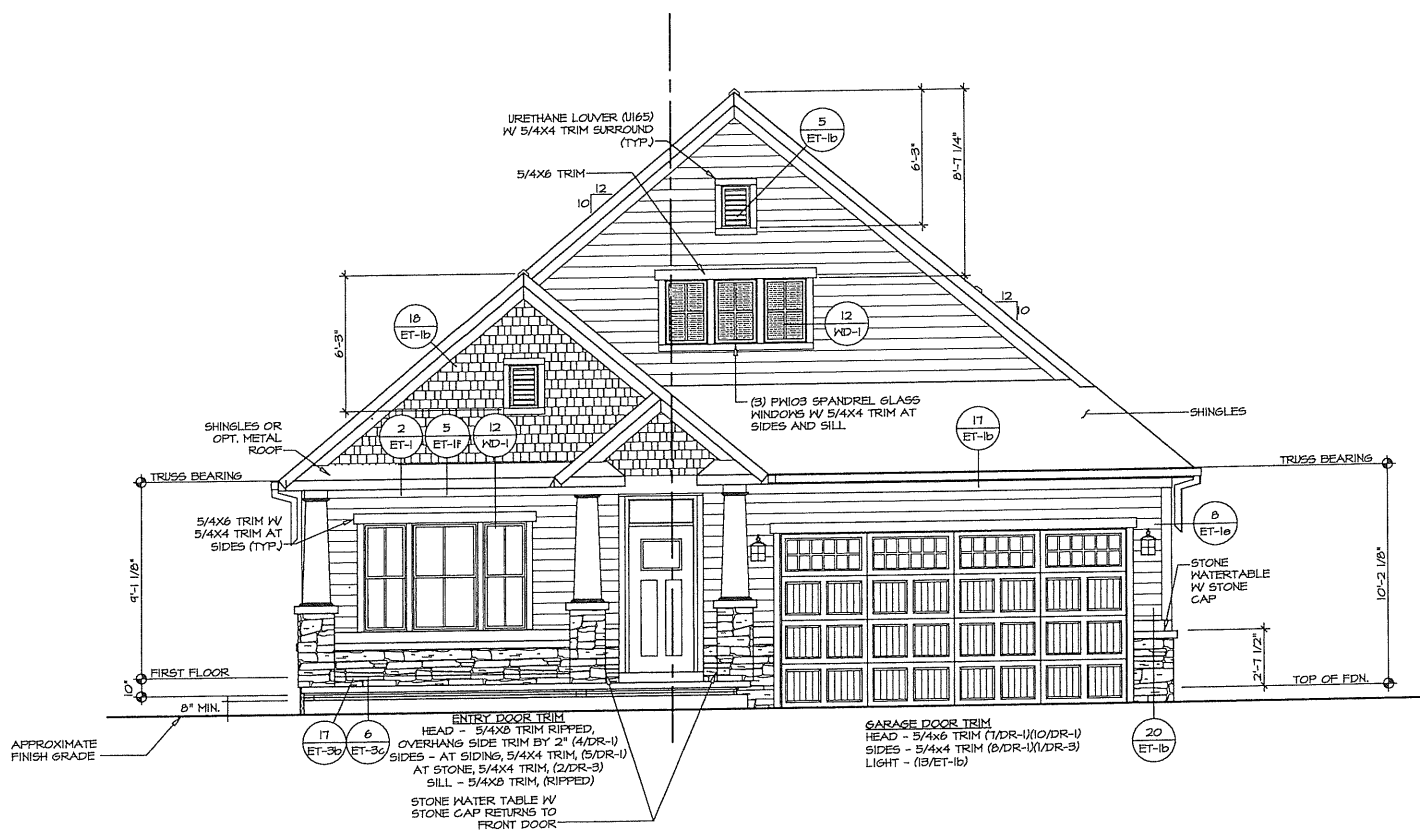 URETHANE LOUVER (U165)
W/ 5/4X4 TRIM SURROUND
(TYP.)
5
ET-1b
6'-3"
8'-7 1/4"
5/4X6 TRIM
12
10
12
10
18
ET-1b
6'-3"
12
WD-1
(3) PW103 SPANDREL GLASS
WINDOWS W/ 5/4X4 TRIM AT
SIDES AND SILL
SHINGLES
SHINGLES OR
OPT. METAL
ROOF
2
ET-1
5
ET-1f
12
WD-1
17
ET-1b
TRUSS BEARING
TRUSS BEARING
5/4X6 TRIM W/
5/4X4 TRIM AT
SIDES (TYP.)
8
ET-1e
STONE
WATERTABLE
W/ STONE
CAP
9'-1 1/8"
10'-2 1/8"
2'-7 1/2"
FIRST FLOOR
TOP OF FDN.
10"
8" MIN.
APPROXIMATE
FINISH GRADE
17
ET-3b
6
ET-3c
ENTRY DOOR TRIM
HEAD - 5/4X8 TRIM RIPPED,
OVERHANG SIDE TRIM BY 2" (4/DR-1)
SIDES - AT SIDING, 5/4X4 TRIM, (5/DR-1)
AT STONE, 5/4X4 TRIM, (2/DR-3)
SILL - 5/4X8 TRIM, (RIPPED)
STONE WATER TABLE W/
STONE CAP RETURNS TO
FRONT DOOR
GARAGE DOOR TRIM
HEAD - 5/4x6 TRIM (7/DR-1)(10/DR-1)
SIDES - 5/4x4 TRIM (8/DR-1)(1/DR-3)
LIGHT - (13/ET-1b)
20
ET-1b